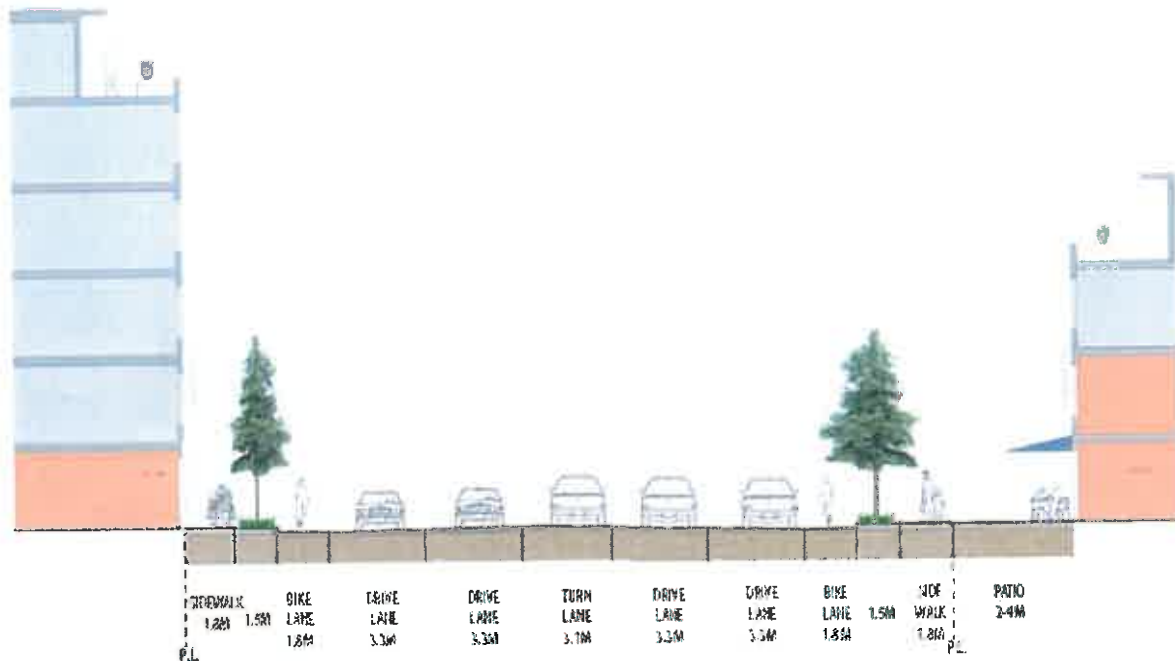 SIDEWALK
1.8M
1.5M
BIKE
LANE
1.8M
DRIVE
LANE
3.3M
DRIVE
LANE
3.3M
TURN
LANE
3.1M
DRIVE
LANE
3.3M
DRIVE
LANE
3.3M
BIKE
LANE
1.8M
1.5M
SIDE
WALK
1.8M
PATIO
2-4M
P.L.
P.L.